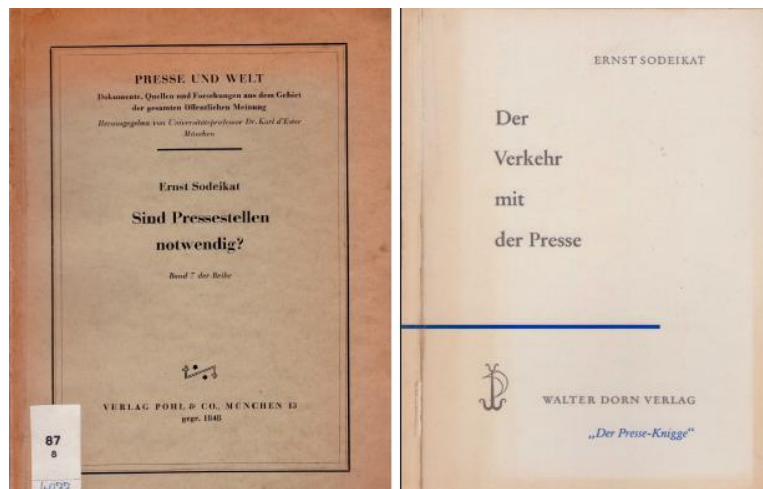 PRESSE UND WELT
Dokumente, Quellen und Forschungen aus dem Gebiet
der gesamten Öffentlichen Meinung
Herausgegeben von Universitätsprofessor Dr. Karl d'Ester
München
Ernst Sodeikat
Sind Pressestellen
notwendig?
Band 7 der Reihe
VERLAG POHL & CO., MÜNCHEN 13
gegr. 1848
87
8
ERNST SODEIKAT
Der
Verkehr
mit
der Presse
WALTER DORN VERLAG
„Der Presse-Knigge“